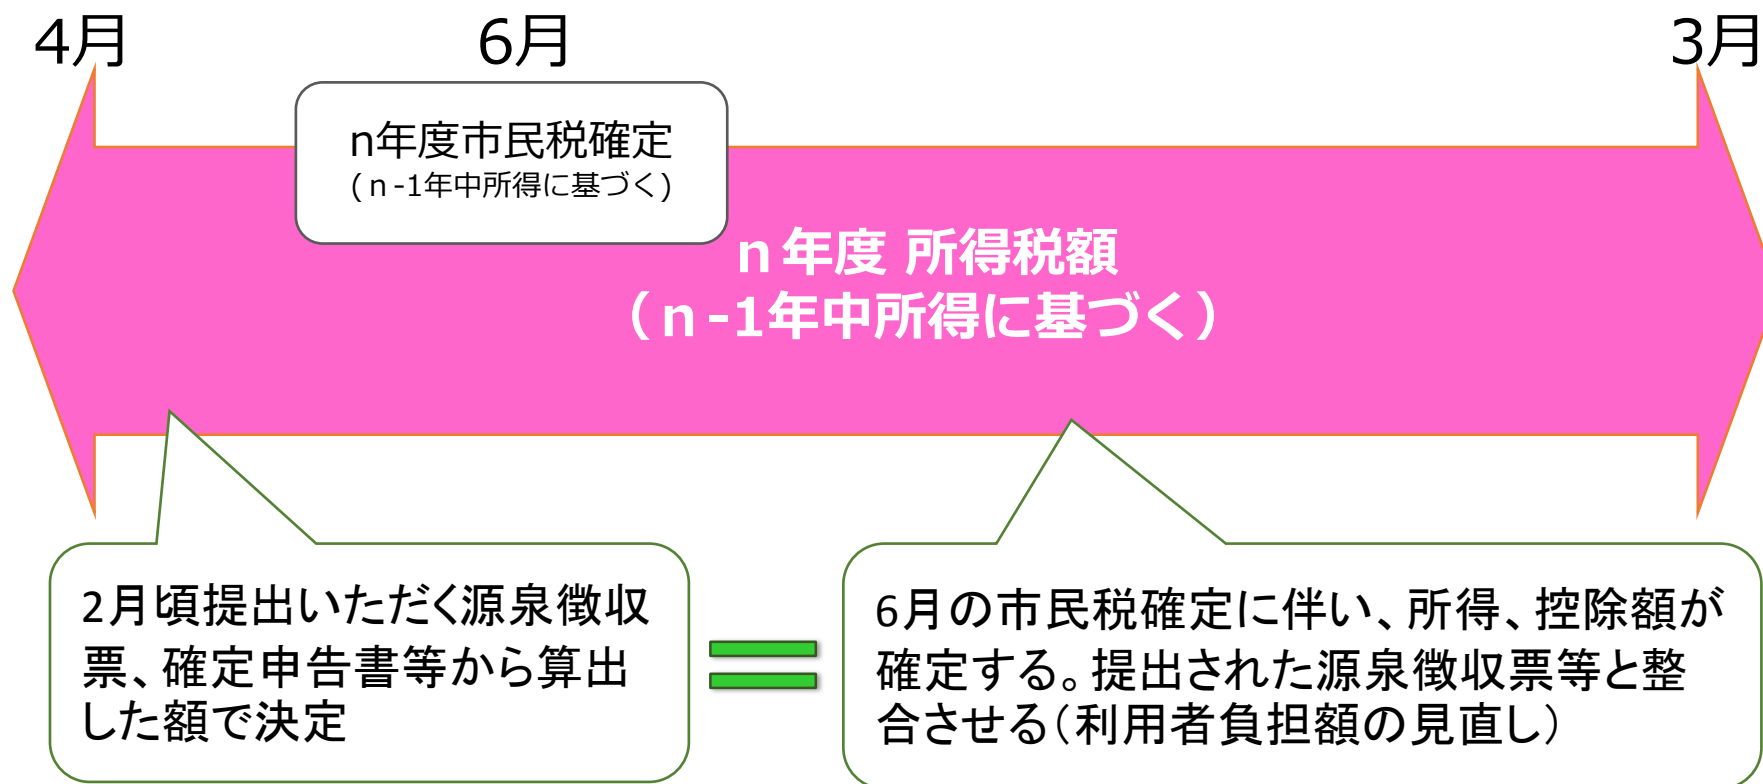 4月
6月
3月
n年度市民税確定
(ｎ-1年中所得に基づく)
ｎ年度 所得税額
（ｎ-1年中所得に基づく）
2月頃提出いただく源泉徴収
票、確定申告書等から算出
した額で決定
6月の市民税確定に伴い、所得、控除額が
確定する。提出された源泉徴収票等と整
合させる（利用者負担額の見直し）